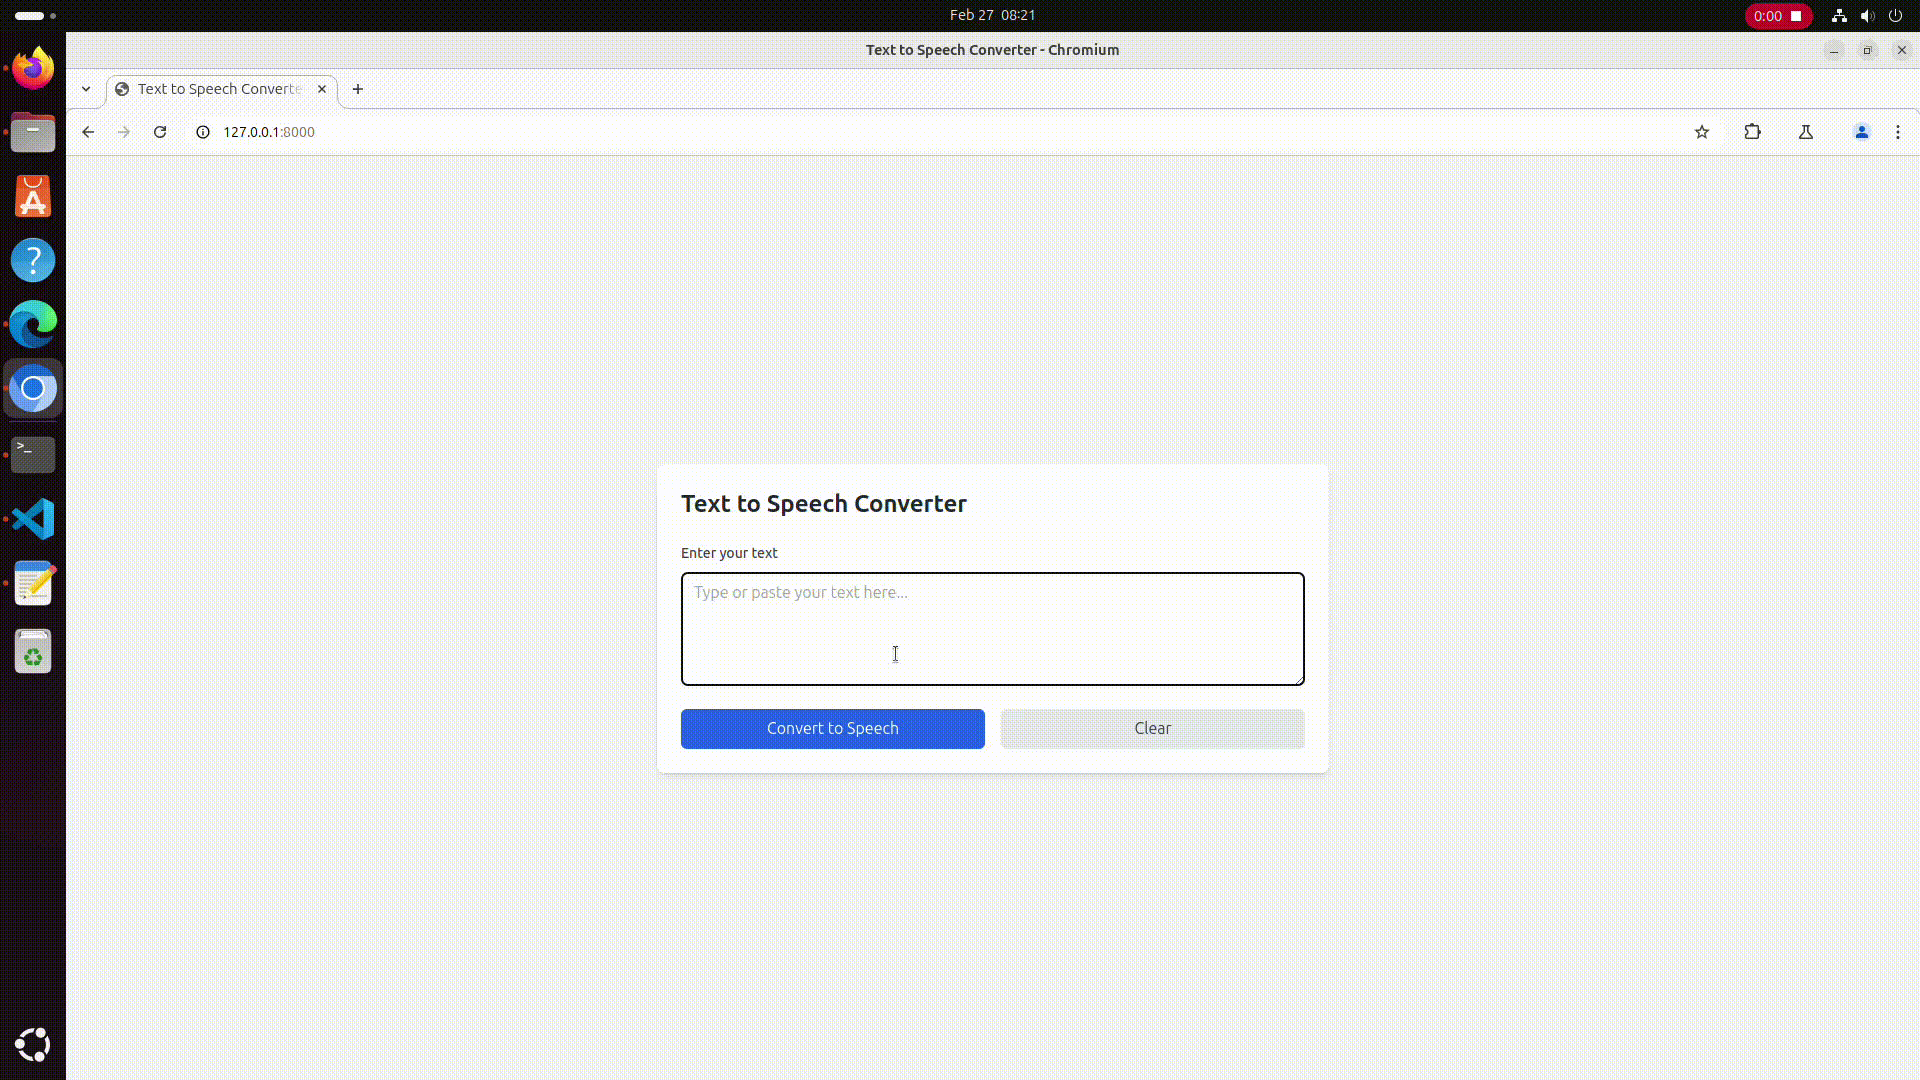 Feb 27 08:21
0:00
Text to Speech Converter - Chromium
Text to Speech Converte
127.0.0.1:8000
Text to Speech Converter
Enter your text
Type or paste your text here...
Convert to Speech
Clear